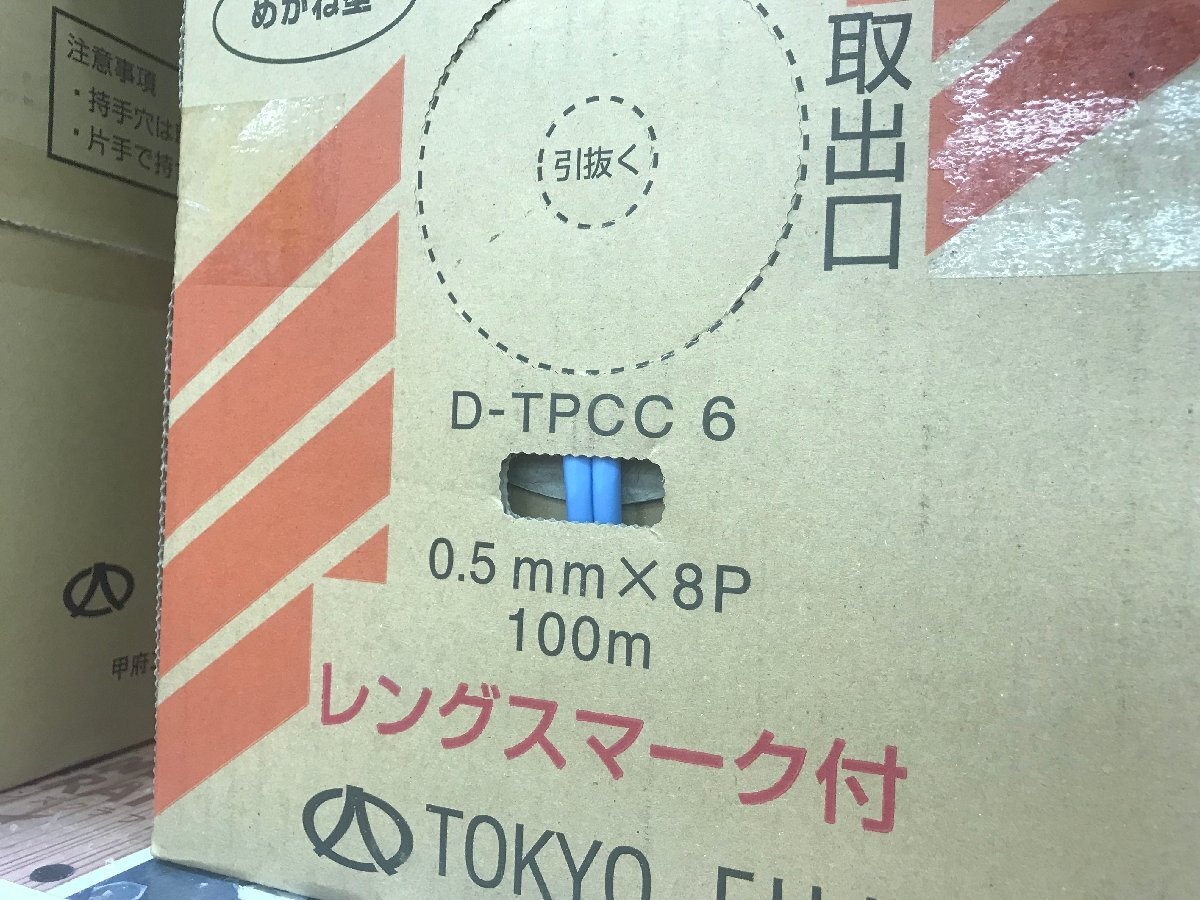 めがね型
注意事項
・持手穴は
・片手で持
取出口
引抜く
D-TPCC 6
0.5mm×8P
100m
レングスマーク付
甲府
TOKYO